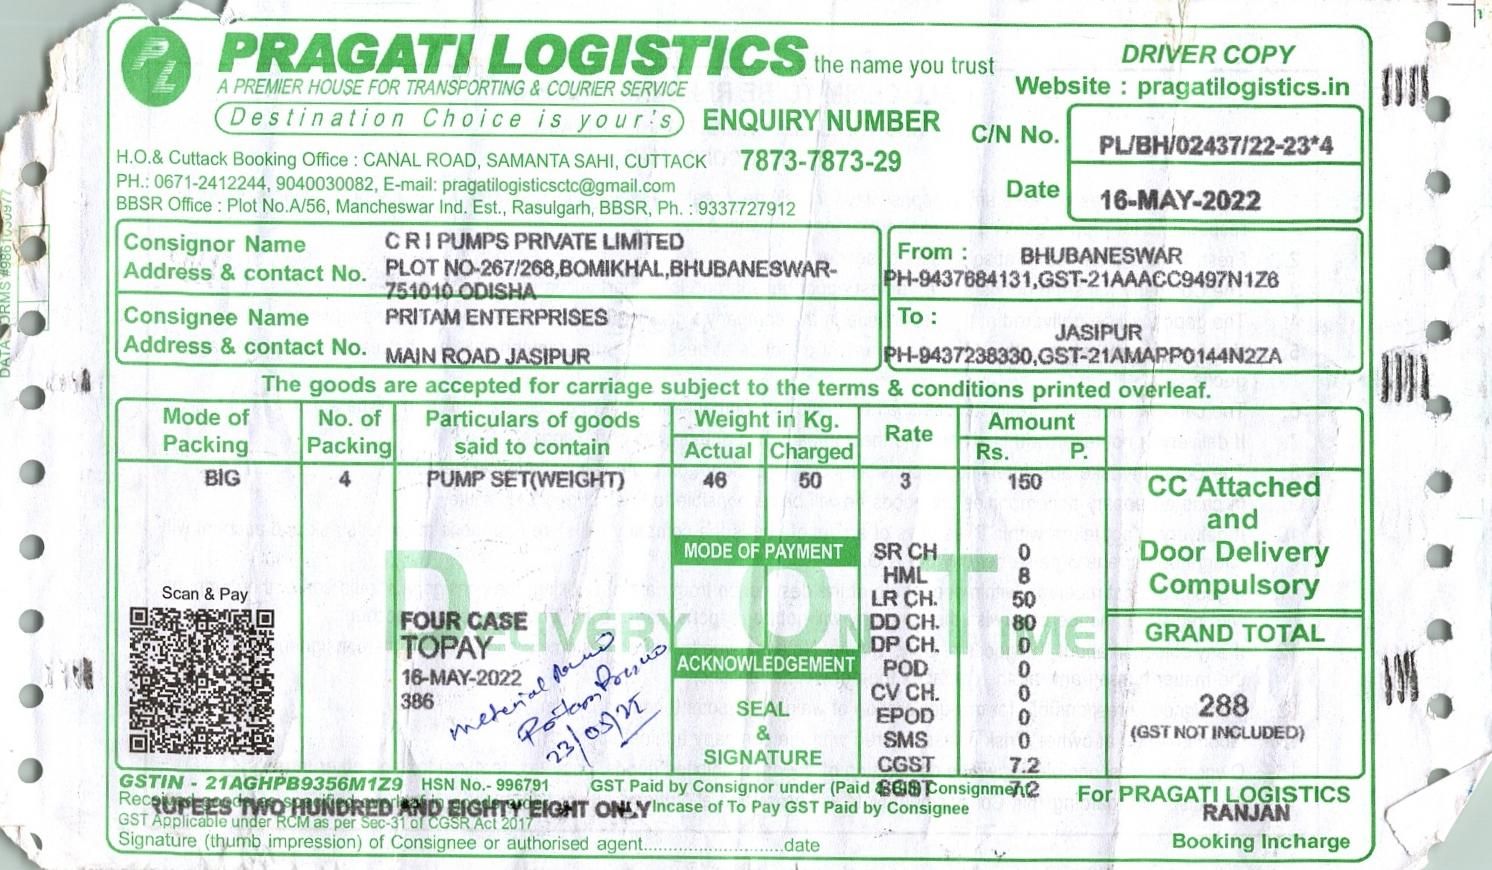 PRAGATI LOGISTICS the name you trust
A PREMIER HOUSE FOR TRANSPORTING & COURIER SERVICE
Destination Choice is your's
ENQUIRY NUMBER
7873-7873-29
DRIVER COPY
Website : pragatilogistics.in
C/N No. PL/BH/02437/22-23*4
Date 16-MAY-2022
H.O.& Cuttack Booking Office : CANAL ROAD, SAMANTA SAHI, CUTTACK
PH.: 0671-2412244, 9040030082, E-mail: pragatilogisticsctc@gmail.com
BBSR Office : Plot No.A/56, Mancheswar Ind. Est., Rasulgarh, BBSR, Ph. : 9337727912
Consignor Name C R I PUMPS PRIVATE LIMITED
Address & contact No. PLOT NO-267/268,BOMIKHAL,BHUBANESWAR-
751010 ODISHA
From : BHUBANESWAR
PH-9437684131,GST-21AAACC9497N1Z6
Consignee Name PRITAM ENTERPRISES
Address & contact No. MAIN ROAD JASIPUR
To : JASIPUR
PH-9437238330,GST-21AMAPP0144N2ZA
The goods are accepted for carriage subject to the terms & conditions printed overleaf.
Mode of Packing No. of Packing Particulars of goods said to contain Weight in Kg. Actual Charged Rate Amount Rs. P.
BIG 4 PUMP SET(WEIGHT) 46 50 3 150
CC Attached
and
Door Delivery
Compulsory
MODE OF PAYMENT
SR CH 0
HML 8
LR CH. 50
DD CH. 80
DP CH. 0
POD 0
CV CH. 0
EPOD 0
SMS 0
CGST 7.2
SGST 7.2
DELIVERY ON TIME
Scan & Pay
FOUR CASE
TOPAY
16-MAY-2022
386
23/05/22
ACKNOWLEDGEMENT
SEAL
&
SIGNATURE
GRAND TOTAL
288
(GST NOT INCLUDED)
GSTIN - 21AGHPB9356M1Z9 HSN No.- 996791 GST Paid by Consignor under (Paid & Consignment
RUPEES TWO HUNDRED AND EIGHTY EIGHT ONLY
Incase of To Pay GST Paid by Consignee
GST Applicable under RCM as per Sec-31 of CGSR Act 2017
Signature (thumb impression) of Consignee or authorised agent......................date
For PRAGATI LOGISTICS
RANJAN
Booking Incharge